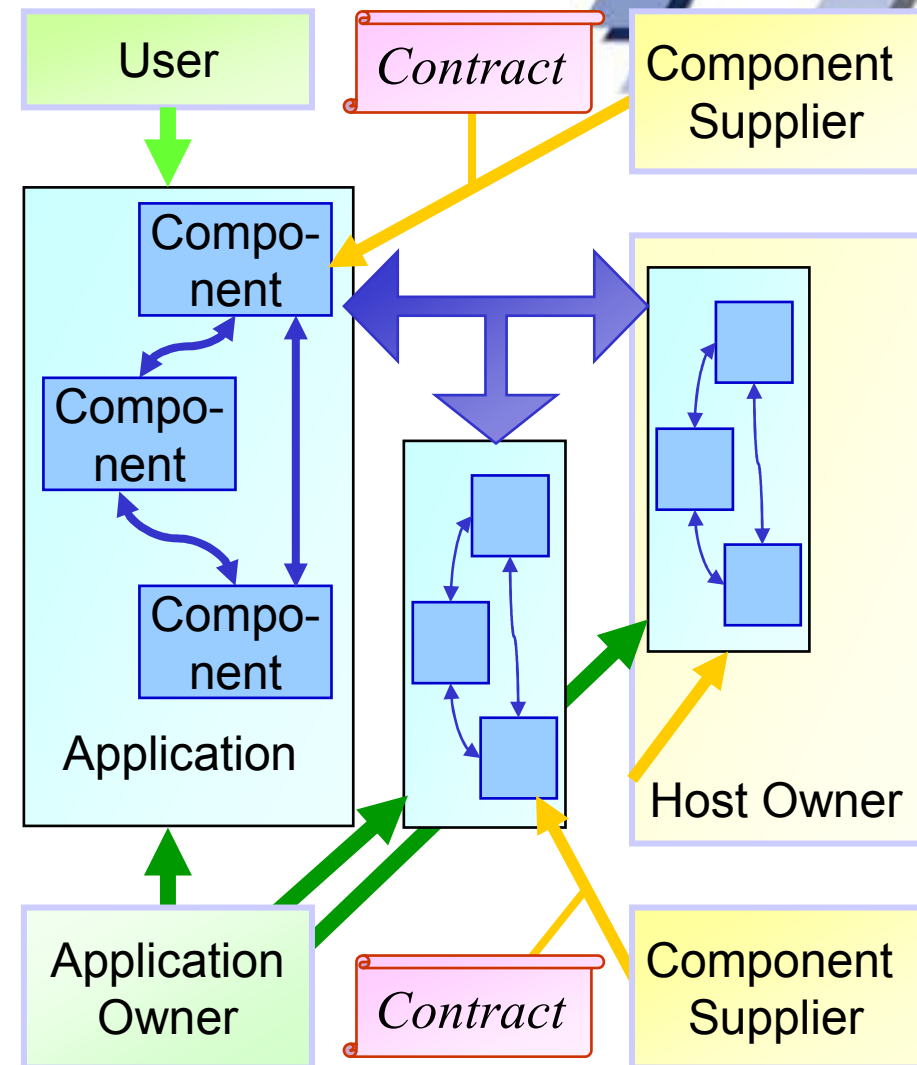 User
Contract
Component
Supplier
Compo-
nent
Compo-
nent
Compo-
nent
Application
Host Owner
Application
Owner
Contract
Component
Supplier